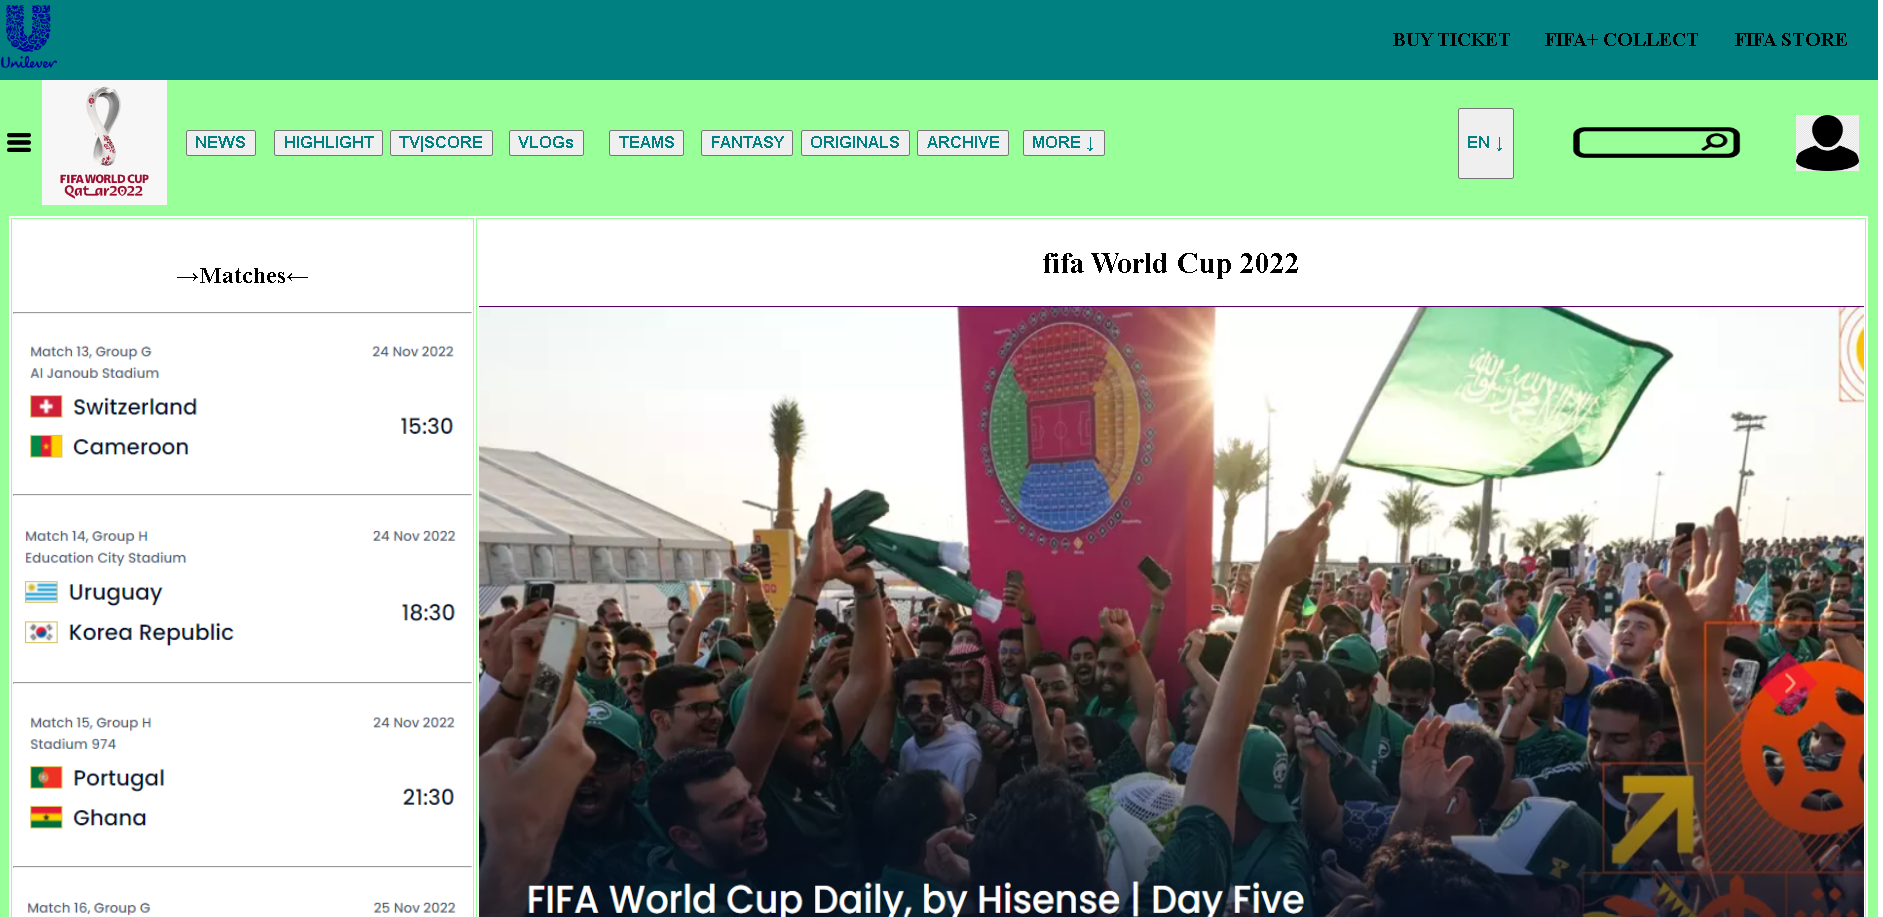 Unilever
BUY TICKET FIFA+ COLLECT FIFA STORE
FIFA WORLD CUP
Qatar2022
NEWS HIGHLIGHT TV|SCORE VLOGs TEAMS FANTASY ORIGINALS ARCHIVE MORE ↓ EN ↓
→Matches←
Match 13, Group G 24 Nov 2022
Al Janoub Stadium
Switzerland
15:30
Cameroon
Match 14, Group H 24 Nov 2022
Education City Stadium
Uruguay
18:30
Korea Republic
Match 15, Group H 24 Nov 2022
Stadium 974
Portugal
21:30
Ghana
Match 16, Group G 25 Nov 2022
fifa World Cup 2022
FIFA World Cup Daily, by Hisense | Day Five